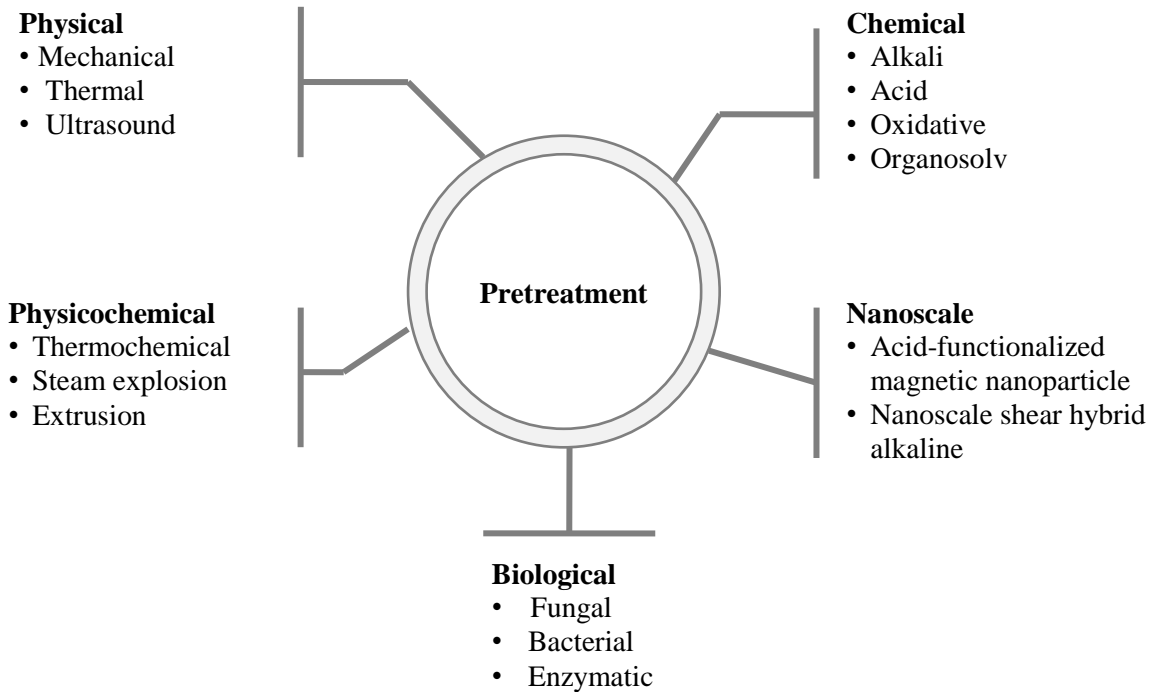 Physical
• Mechanical
• Thermal
• Ultrasound
Chemical
• Alkali
• Acid
• Oxidative
• Organosolv
Pretreatment
Physicochemical
• Thermochemical
• Steam explosion
• Extrusion
Nanoscale
• Acid-functionalized
magnetic nanoparticle
• Nanoscale shear hybrid
alkaline
Biological
• Fungal
• Bacterial
• Enzymatic